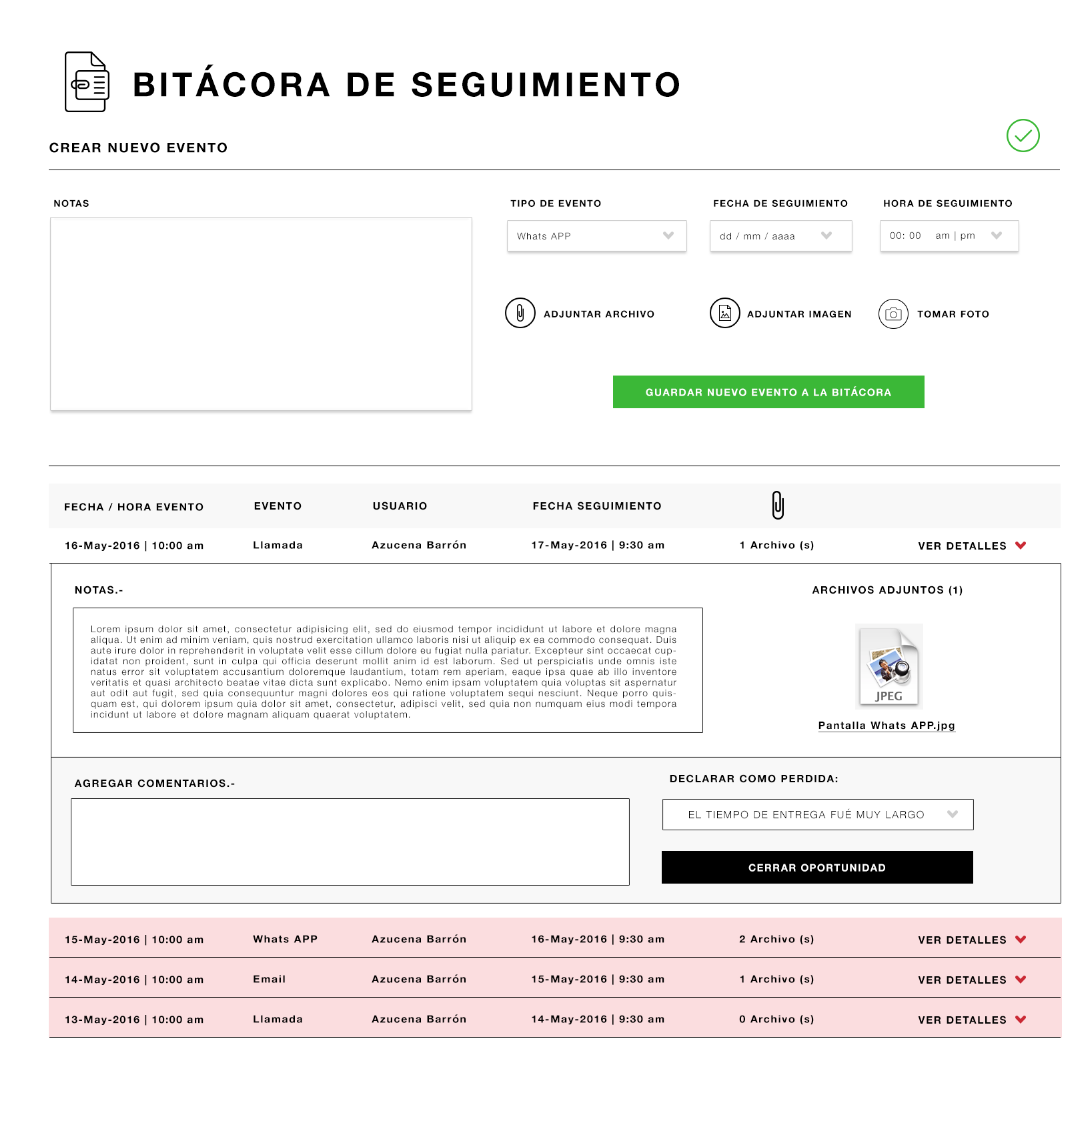 BITÁCORA DE SEGUIMIENTO
CREAR NUEVO EVENTO
NOTAS
TIPO DE EVENTO
FECHA DE SEGUIMIENTO
HORA DE SEGUIMIENTO
Whats APP
dd / mm / aaaa
00: 00 am | pm
ADJUNTAR ARCHIVO
ADJUNTAR IMAGEN
TOMAR FOTO
GUARDAR NUEVO EVENTO A LA BITÁCORA
FECHA / HORA EVENTO EVENTO USUARIO FECHA SEGUIMIENTO
16-May-2016 | 10:00 am Llamada Azucena Barrón 17-May-2016 | 9:30 am 1 Archivo (s) VER DETALLES
NOTAS.-
Lorem ipsum dolor sit amet, consectetur adipisicing elit, sed do eiusmod tempor incididunt ut labore et dolore magna
aliqua. Ut enim ad minim veniam, quis nostrud exercitation ullamco laboris nisi ut aliquip ex ea commodo consequat. Duis
aute irure dolor in reprehenderit in voluptate velit esse cillum dolore eu fugiat nulla pariatur. Excepteur sint occaecat cup-
idatat non proident, sunt in culpa qui officia deserunt mollit anim id est laborum. Sed ut perspiciatis unde omnis iste
natus error sit voluptatem accusantium doloremque laudantium, totam rem aperiam, eaque ipsa quae ab illo inventore
veritatis et quasi architecto beatae vitae dicta sunt explicabo. Nemo enim ipsam voluptatem quia voluptas sit aspernatur
aut odit aut fugit, sed quia consequuntur magni dolores eos qui ratione voluptatem sequi nesciunt. Neque porro quis-
quam est, qui dolorem ipsum quia dolor sit amet, consectetur, adipisci velit, sed quia non numquam eius modi tempora
incidunt ut labore et dolore magnam aliquam quaerat voluptatem.
ARCHIVOS ADJUNTOS (1)
JPEG
Pantalla Whats APP.jpg
AGREGAR COMENTARIOS.-
DECLARAR COMO PERDIDA:
EL TIEMPO DE ENTREGA FUÉ MUY LARGO
CERRAR OPORTUNIDAD
15-May-2016 | 10:00 am Whats APP Azucena Barrón 16-May-2016 | 9:30 am 2 Archivo (s) VER DETALLES
14-May-2016 | 10:00 am Email Azucena Barrón 15-May-2016 | 9:30 am 1 Archivo (s) VER DETALLES
13-May-2016 | 10:00 am Llamada Azucena Barrón 14-May-2016 | 9:30 am 0 Archivo (s) VER DETALLES